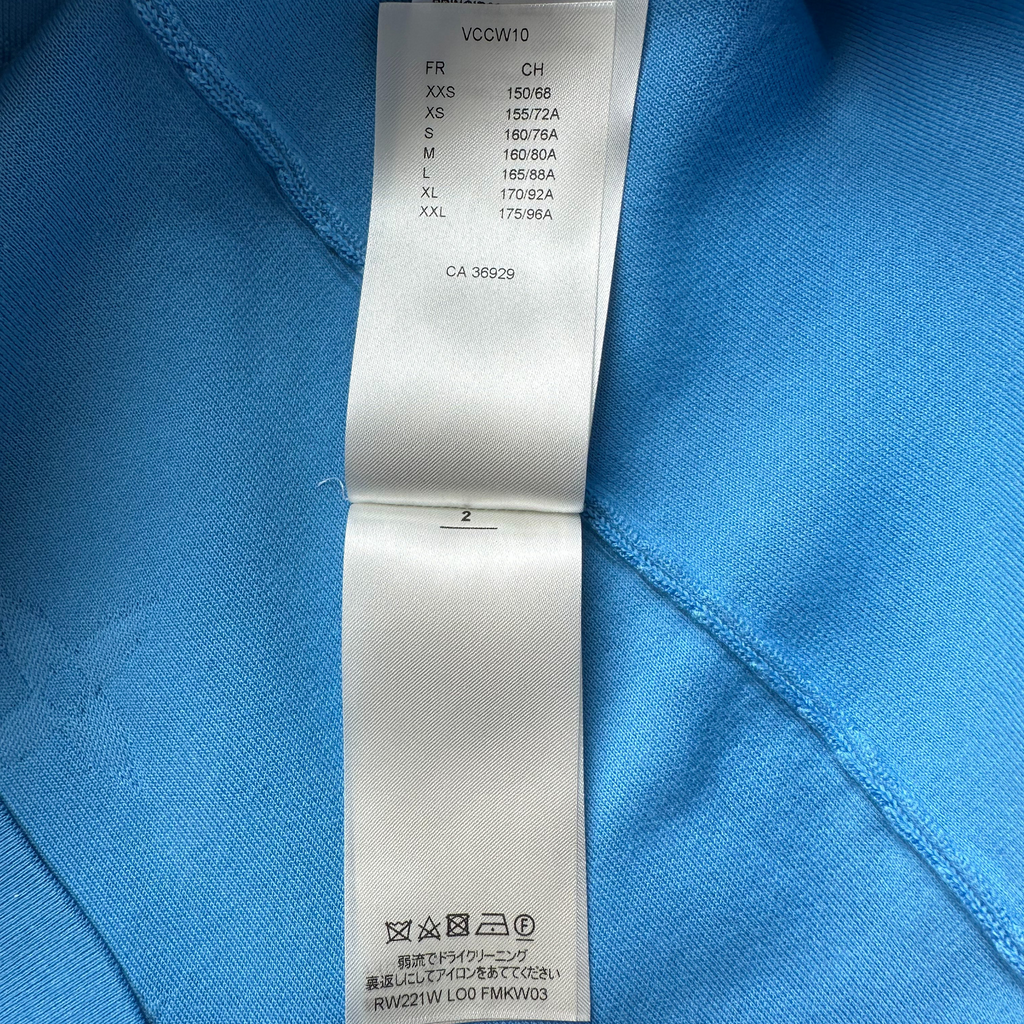 VCCW10
FR CH
XXS 150/68
XS 155/72A
S 160/76A
M 160/80A
L 165/88A
XL 170/92A
XXL 175/96A
CA 36929
2
F
弱流でドライクリーニング
裏返しにしてアイロンをあててください
RW221W LO0 FMKW03